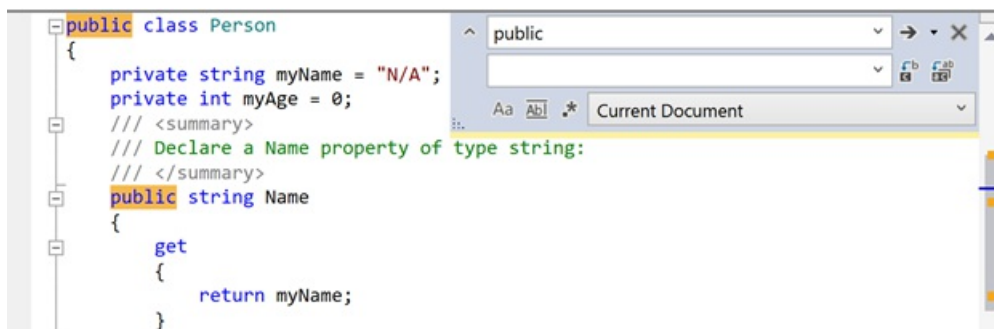 public class Person
{
private string myName = "N/A";
private int myAge = 0;
/// <summary>
/// Declare a Name property of type string:
/// </summary>
public string Name
{
get
{
return myName;
}
public
Aa Abl .* Current Document